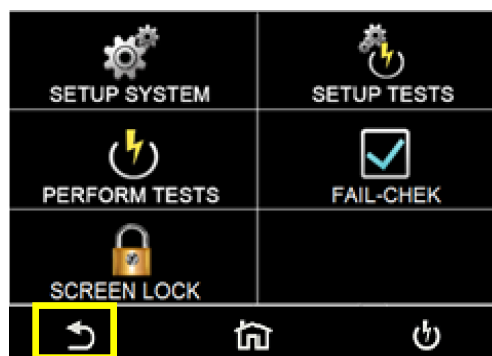 SETUP SYSTEM
SETUP TESTS
PERFORM TESTS
FAIL-CHEK
SCREEN LOCK